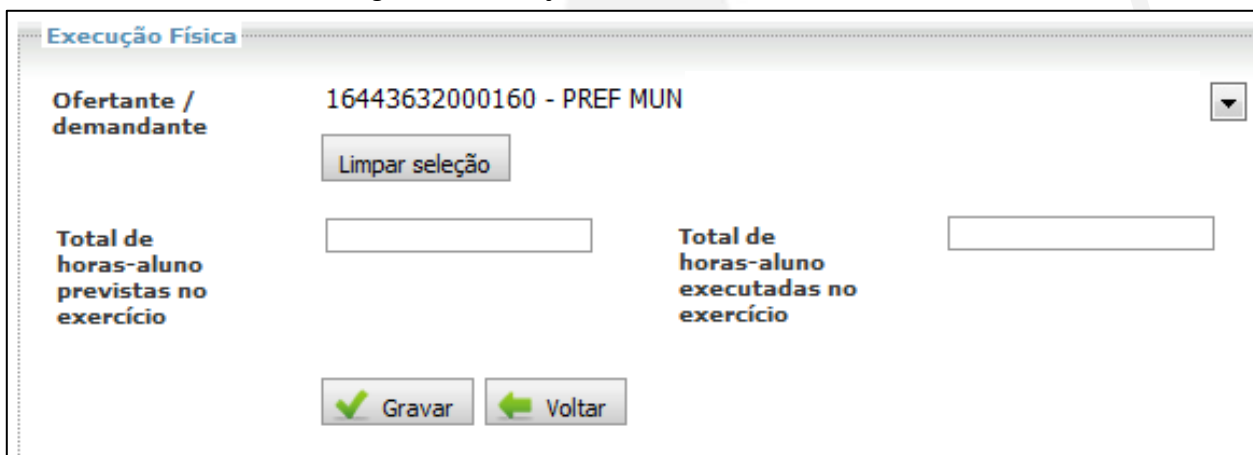 Execução Física
Ofertante /
demandante
16443632000160 - PREF MUN
Limpar seleção
Total de
horas-aluno
previstas no
exercício
Total de
horas-aluno
executadas no
exercício
Gravar
Voltar